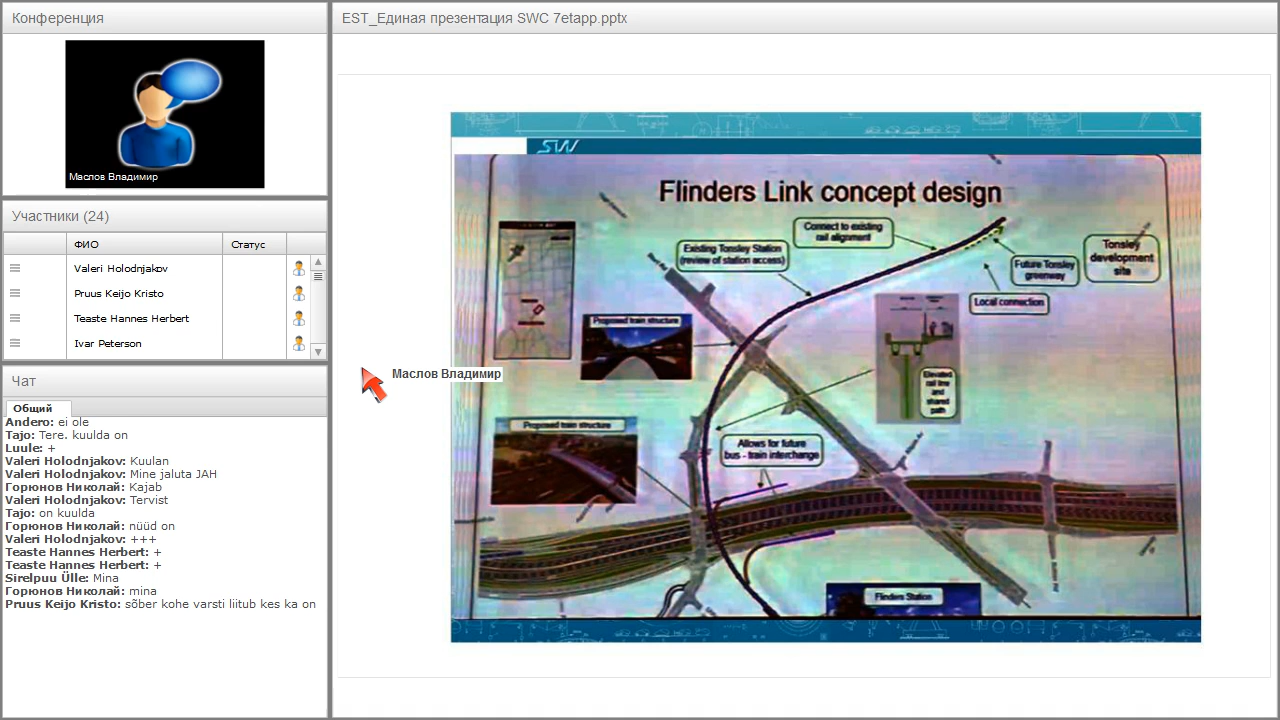 Конференция
Маслов Владимир
Участники (24)
ФИО
Статус
Valeri Holodnjakov
Pruus Keijo Kristo
Teaste Hannes Herbert
Ivar Peterson
Чат
Общий
Andero: ei ole
Tajo: Tere. kuulda on
Luule: +
Valeri Holodnjakov: Kuulan
Valeri Holodnjakov: Mine jaluta JAH
Горюнов Николай: Kajab
Valeri Holodnjakov: Tervist
Tajo: on kuulda
Горюнов Николай: nüüd on
Valeri Holodnjakov: +++
Teaste Hannes Herbert: +
Teaste Hannes Herbert: +
Sirelpuu Ülle: Mina
Горюнов Николай: mina
Pruus Keijo Kristo: sõber kohe varsti liitub kes ka on
EST_Единая презентация SWC 7etapp.pptx
SW
Flinders Link concept design
Connect to existing
rail alignment
Existing Tonsley Station
(review of station access)
Tonsley
development
site
Future Tonsley
greenway
Local connection
Proposed train structure
Маслов Владимир
Elevated
rail line
and
shared
path
Proposed train structure
Allows for future
bus - train interchange
Flinders Station